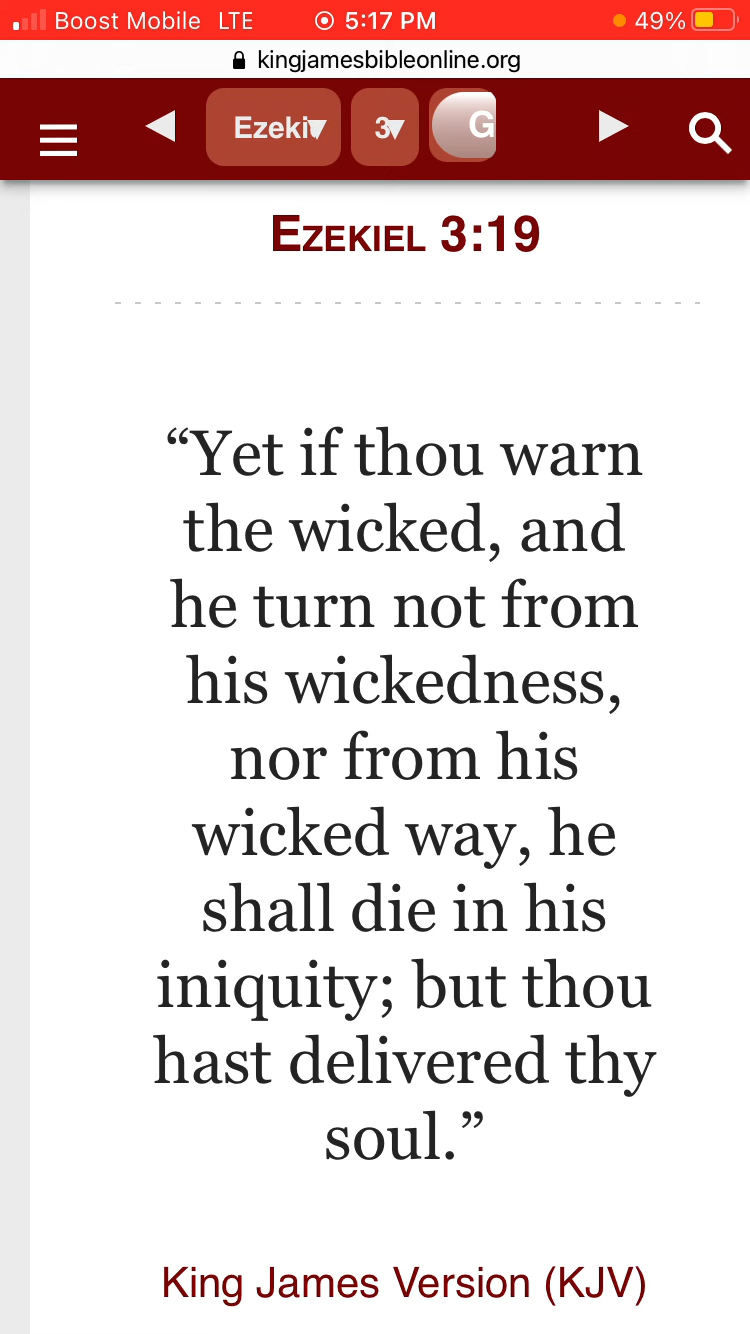 Boost Mobile LTE 5:17 PM 49%
kingjamesbibleonline.org
Ezeki 3 G
EZEKIEL 3:19
“Yet if thou warn
the wicked, and
he turn not from
his wickedness,
nor from his
wicked way, he
shall die in his
iniquity; but thou
hast delivered thy
soul.”
King James Version (KJV)